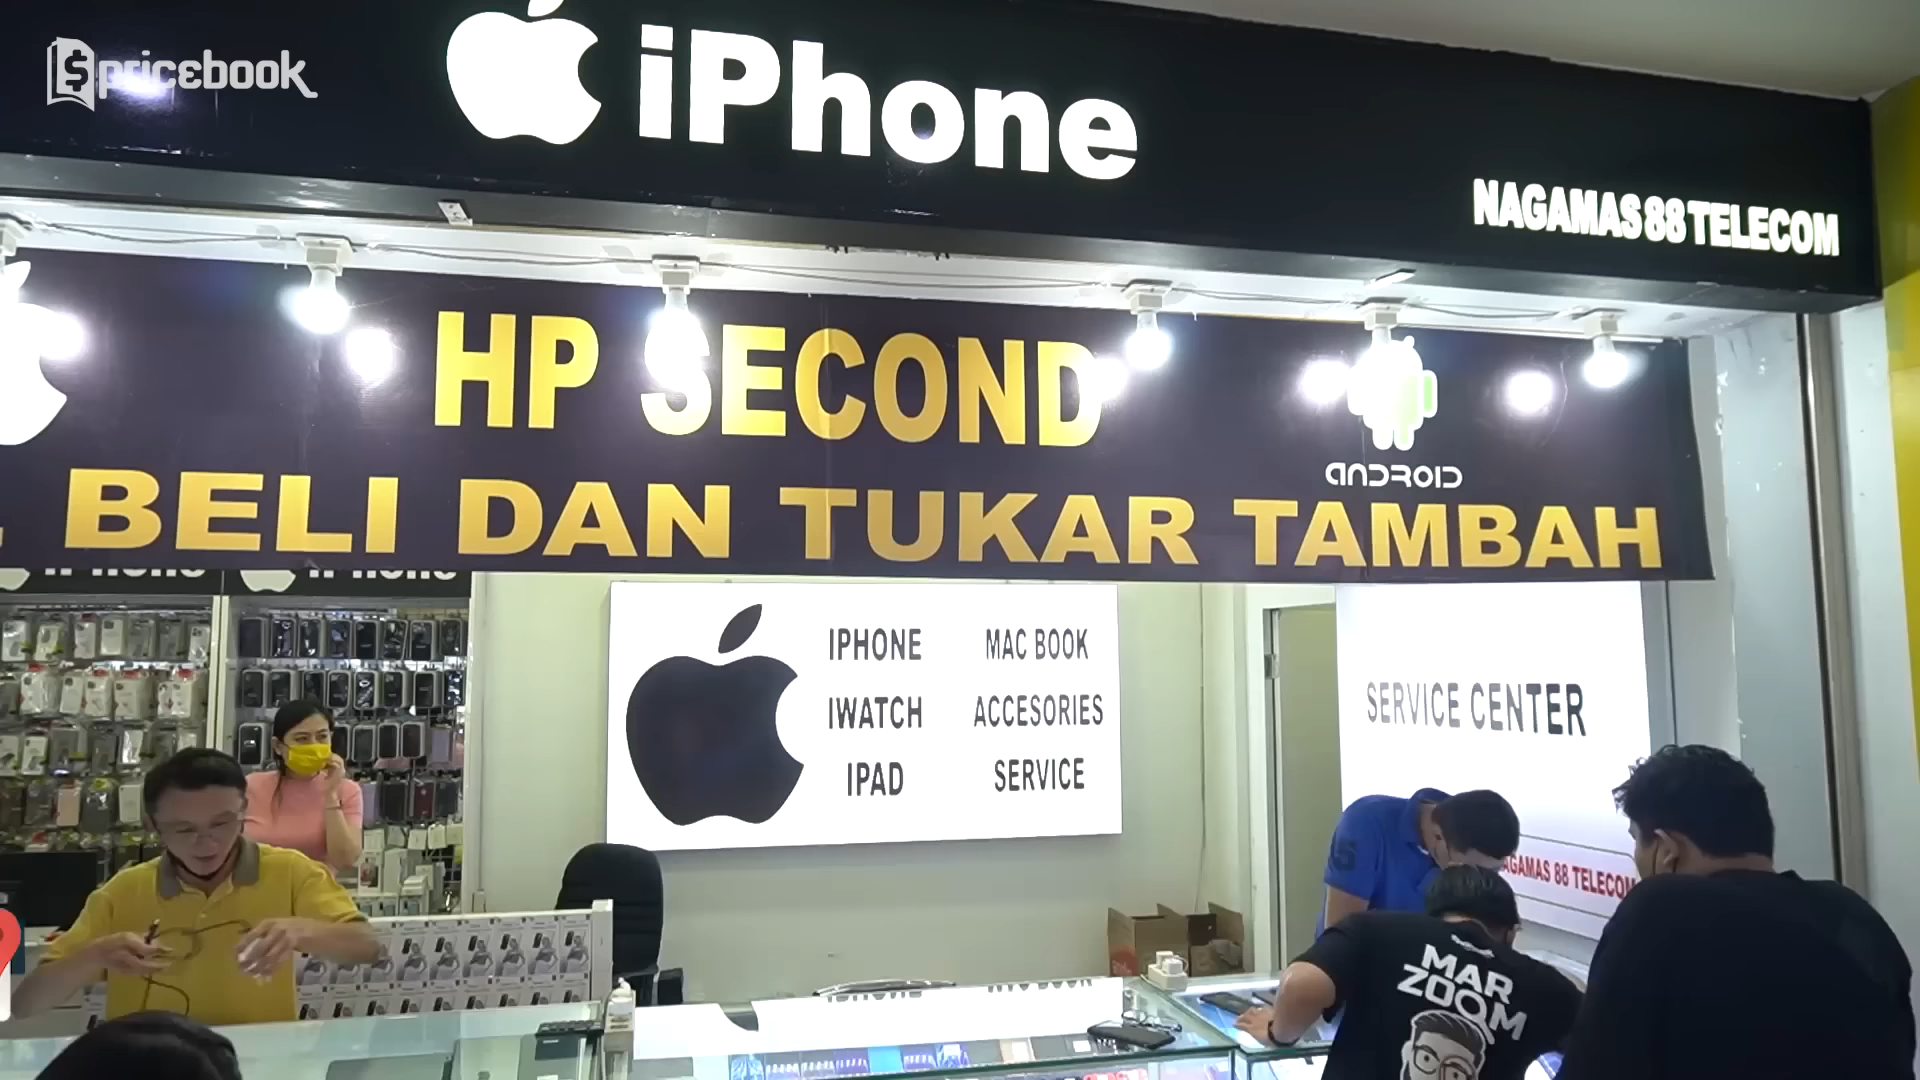 pricebook
iPhone
NAGAMAS 88 TELECOM
HP SECOND
ANDROID
BELI DAN TUKAR TAMBAH
IPHONE
MAC BOOK
IWATCH
ACCESORIES
IPAD
SERVICE
SERVICE CENTER
NAGAMAS 88 TELECOM
MAR
ZOOM